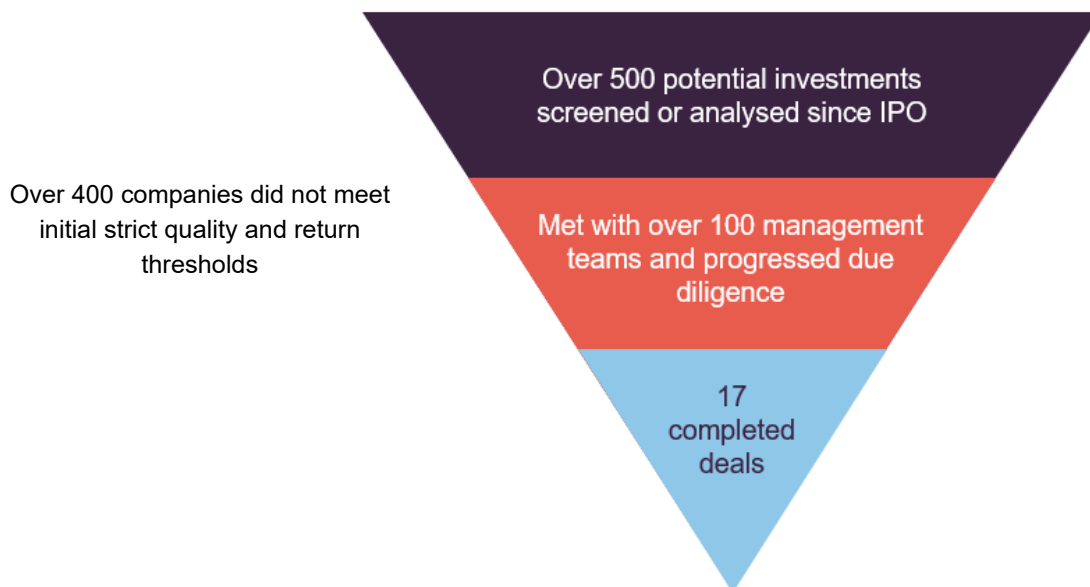 Over 500 potential investments
screened or analysed since IPO
Over 400 companies did not meet
initial strict quality and return
thresholds
Met with over 100 management
teams and progressed due
diligence
17
completed
deals